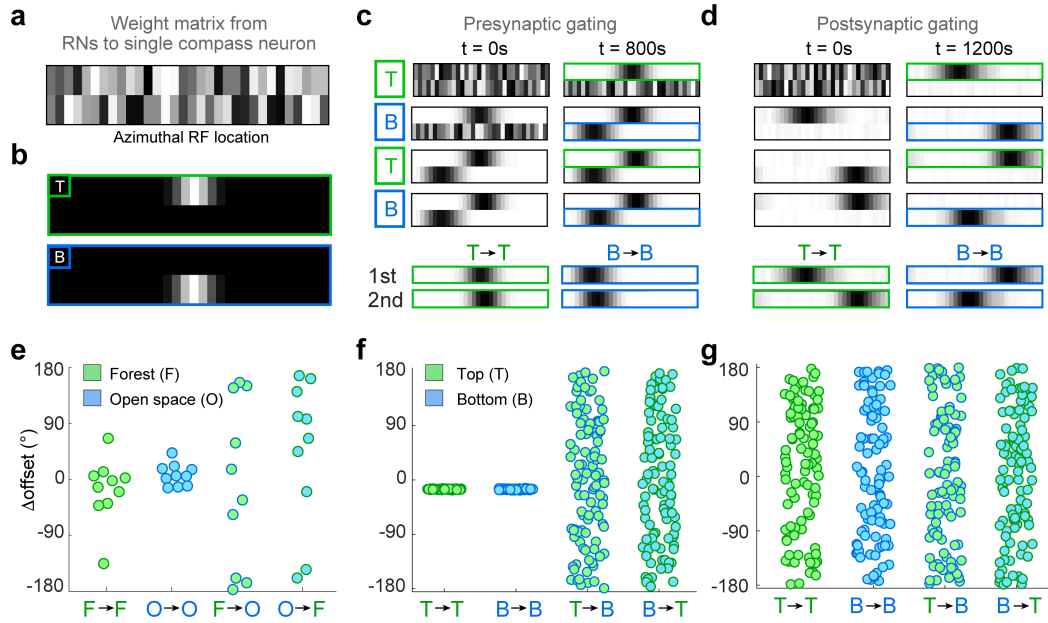 a
Weight matrix from
RNs to single compass neuron
Azimuthal RF location
b
T
B
c
Presynaptic gating
t = 0s
t = 800s
T
B
T
B
T→T
B→B
1st
2nd
d
Postsynaptic gating
t = 0s
t = 1200s
T→T
B→B
e
Δoffset (°)
180
90
0
-90
-180
Forest (F)
Open space (O)
F→F
O→O
F→O
O→F
f
180
90
0
-90
-180
Top (T)
Bottom (B)
T→T
B→B
T→B
B→T
g
180
90
0
-90
-180
T→T
B→B
T→B
B→T